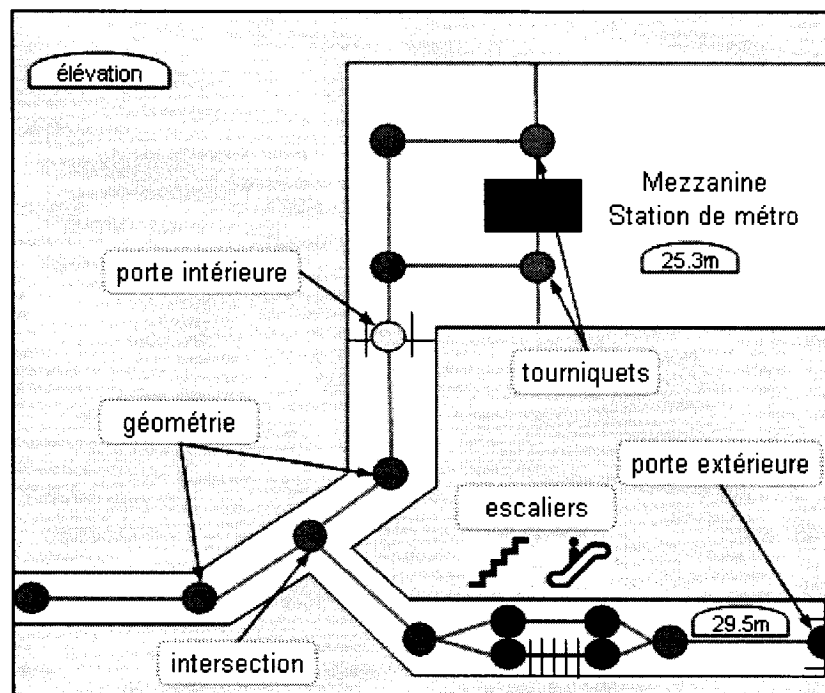 élévation
Mezzanine
Station de métro
25.3m
porte intérieure
tourniquets
géométrie
porte extérieure
escaliers
29.5m
intersection